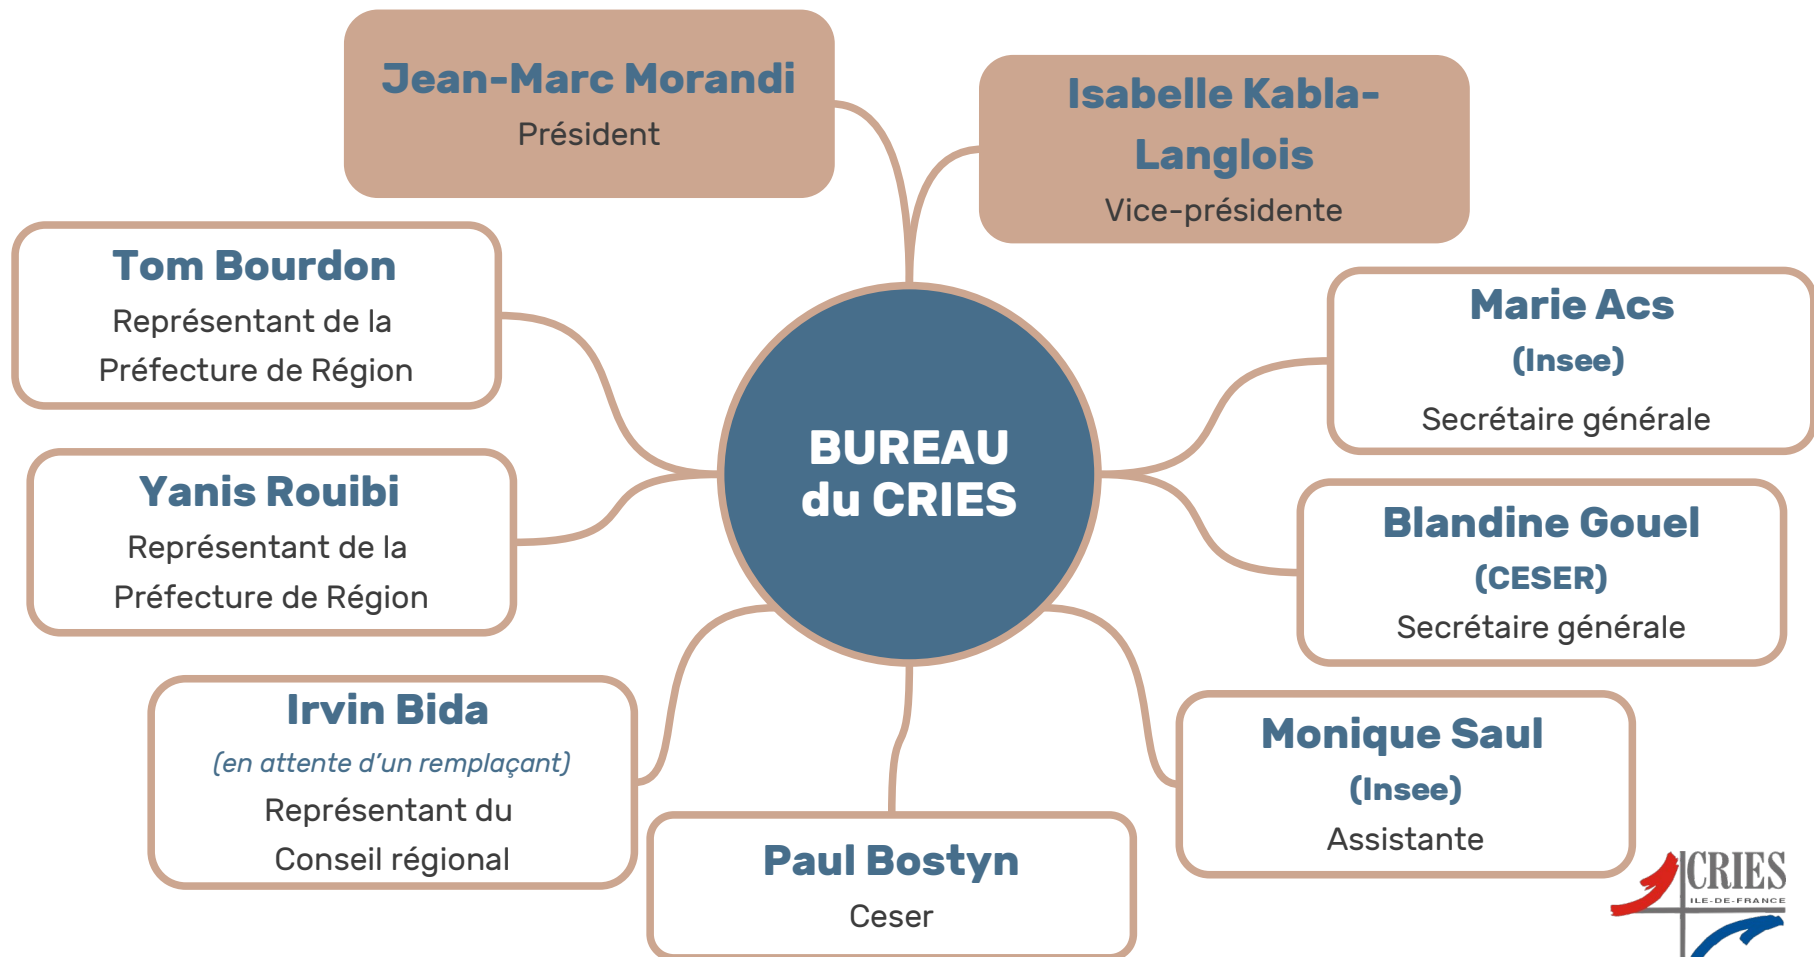 Jean-Marc Morandi
Président
Isabelle Kabla-
Langlois
Vice-présidente
Tom Bourdon
Représentant de la
Préfecture de Région
Marie Acs
(Insee)
Secrétaire générale
BUREAU
du CRIES
Yanis Rouibi
Représentant de la
Préfecture de Région
Blandine Gouel
(CESER)
Secrétaire générale
Irvin Bida
(en attente d'un remplaçant)
Représentant du
Conseil régional
Monique Saul
(Insee)
Assistante
Paul Bostyn
Ceser
CRIES
ILE-DE-FRANCE